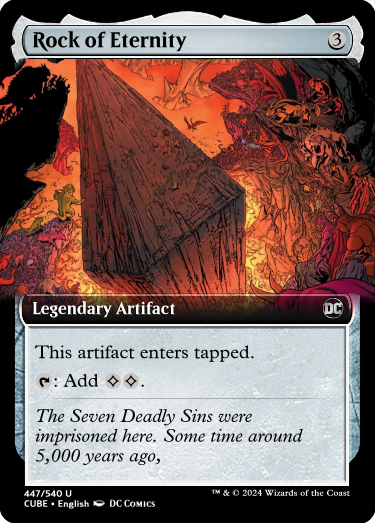 Rock of Eternity 3
Legendary Artifact DC
This artifact enters tapped.
: Add .
The Seven Deadly Sins were
imprisoned here. Some time around
5,000 years ago,
447/540 U ™ & © 2024 Wizards of the Coast
CUBE • English DC Comics